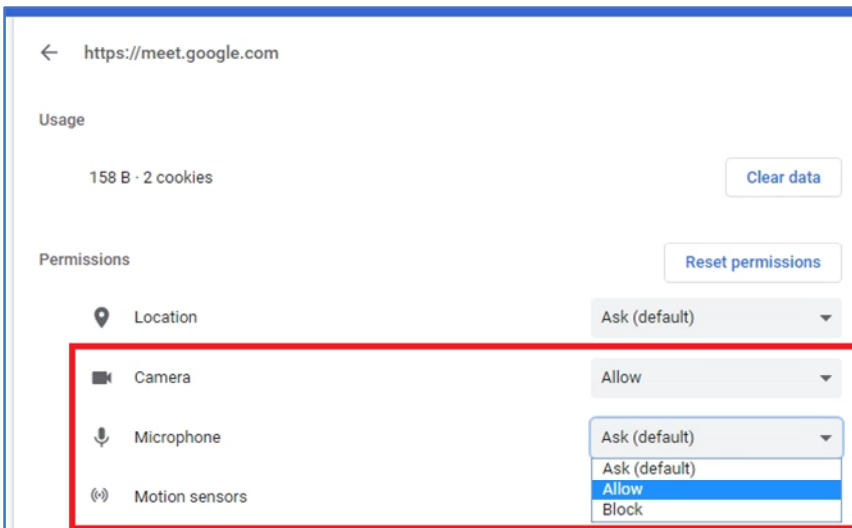 https://meet.google.com
Usage
158 B · 2 cookies Clear data
Permissions Reset permissions
Location Ask (default)
Camera Allow
Microphone Ask (default)
Ask (default)
Allow
Motion sensors
Block